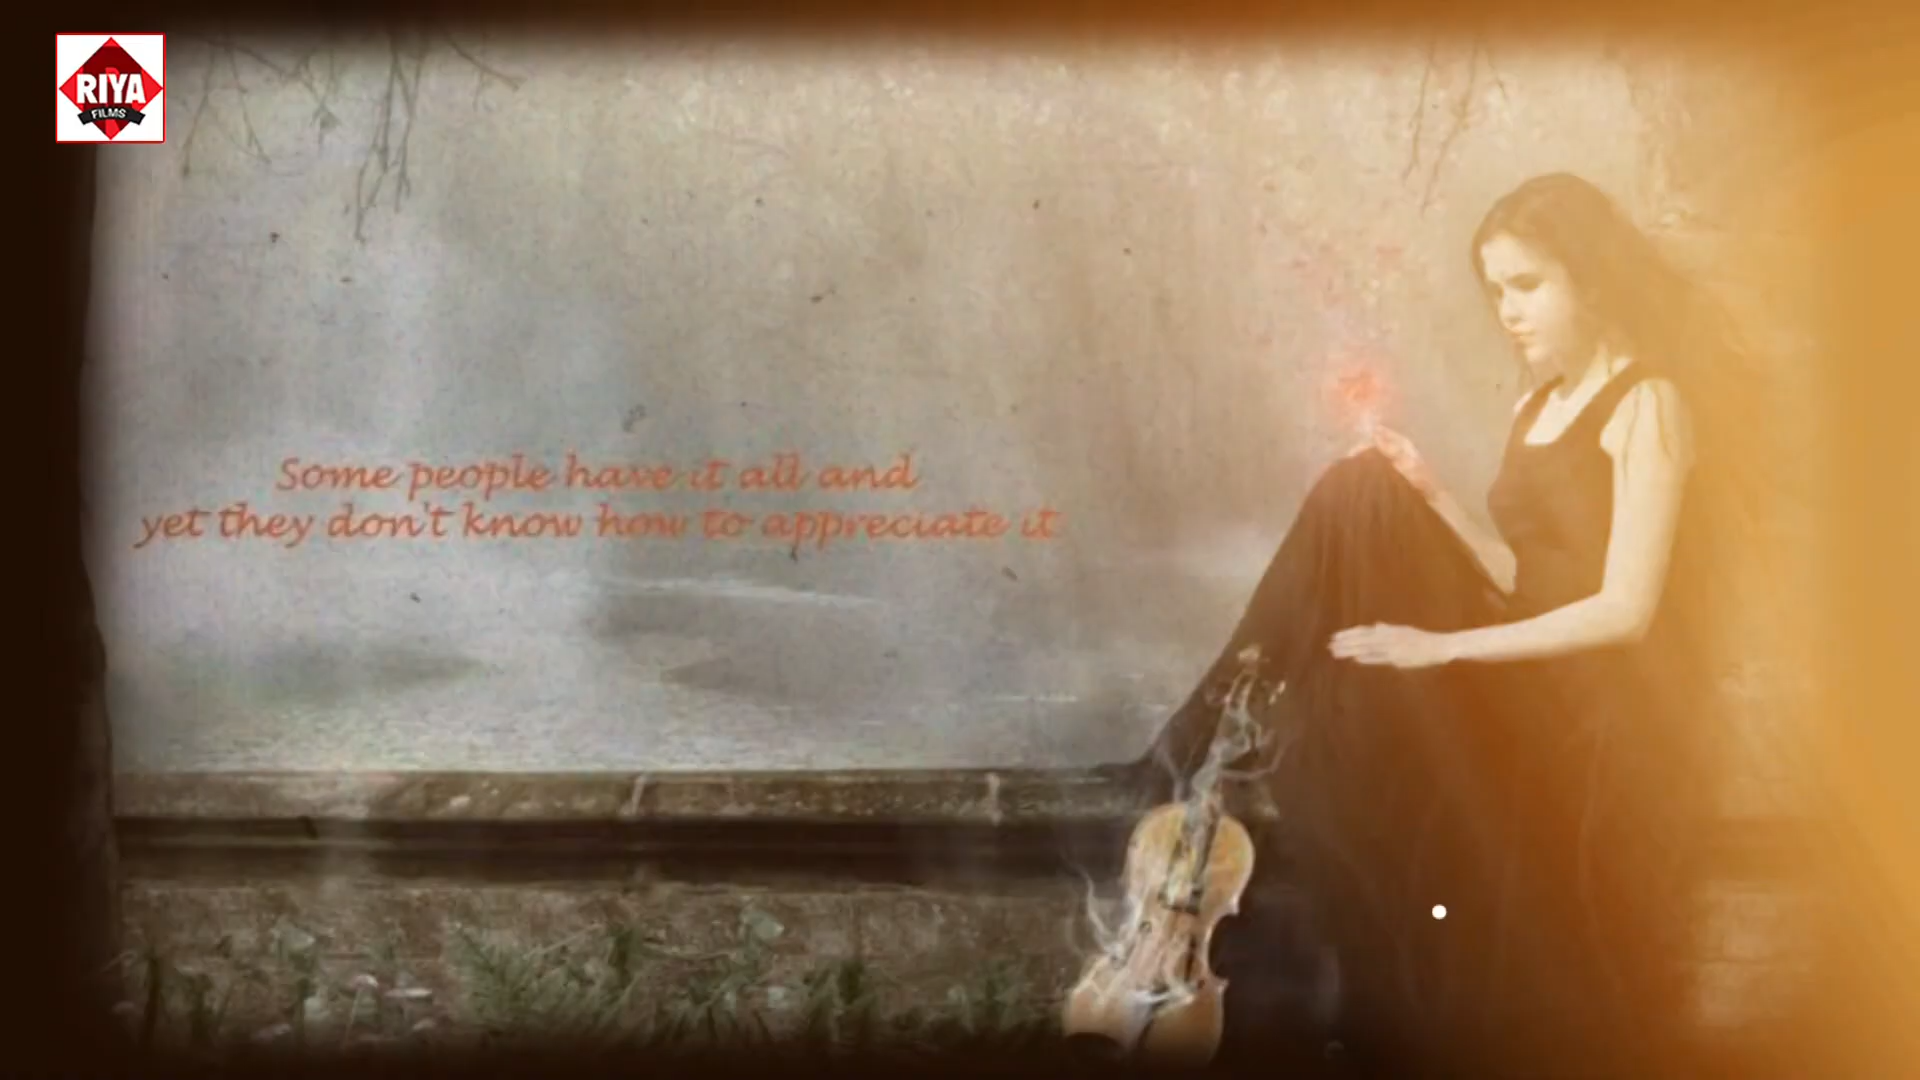 RIYA
FILMS
Some people have it all and
yet they don't know how to appreciate it